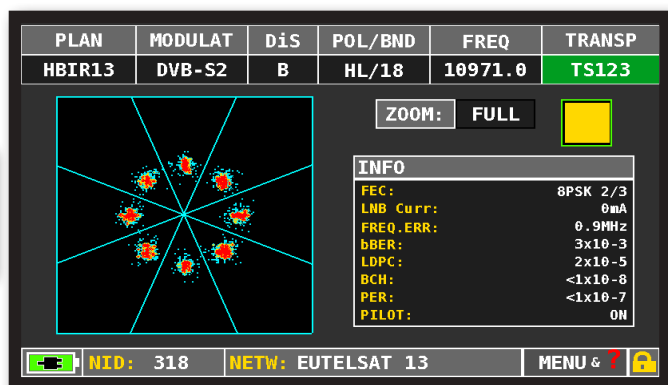 PLAN MODULAT DiS POL/BND FREQ TRANSP
HBIR13 DVB-S2 B HL/18 10971.0 TS123
ZOOM: FULL
INFO
FEC: 8PSK 2/3
LNB Curr: 0mA
FREQ.ERR: 0.9MHz
bBER: 3x10-3
LDPC: 2x10-5
BCH: <1x10-8
PER: <1x10-7
PILOT: ON
NID: 318 NETW: EUTELSAT 13 MENU & ?